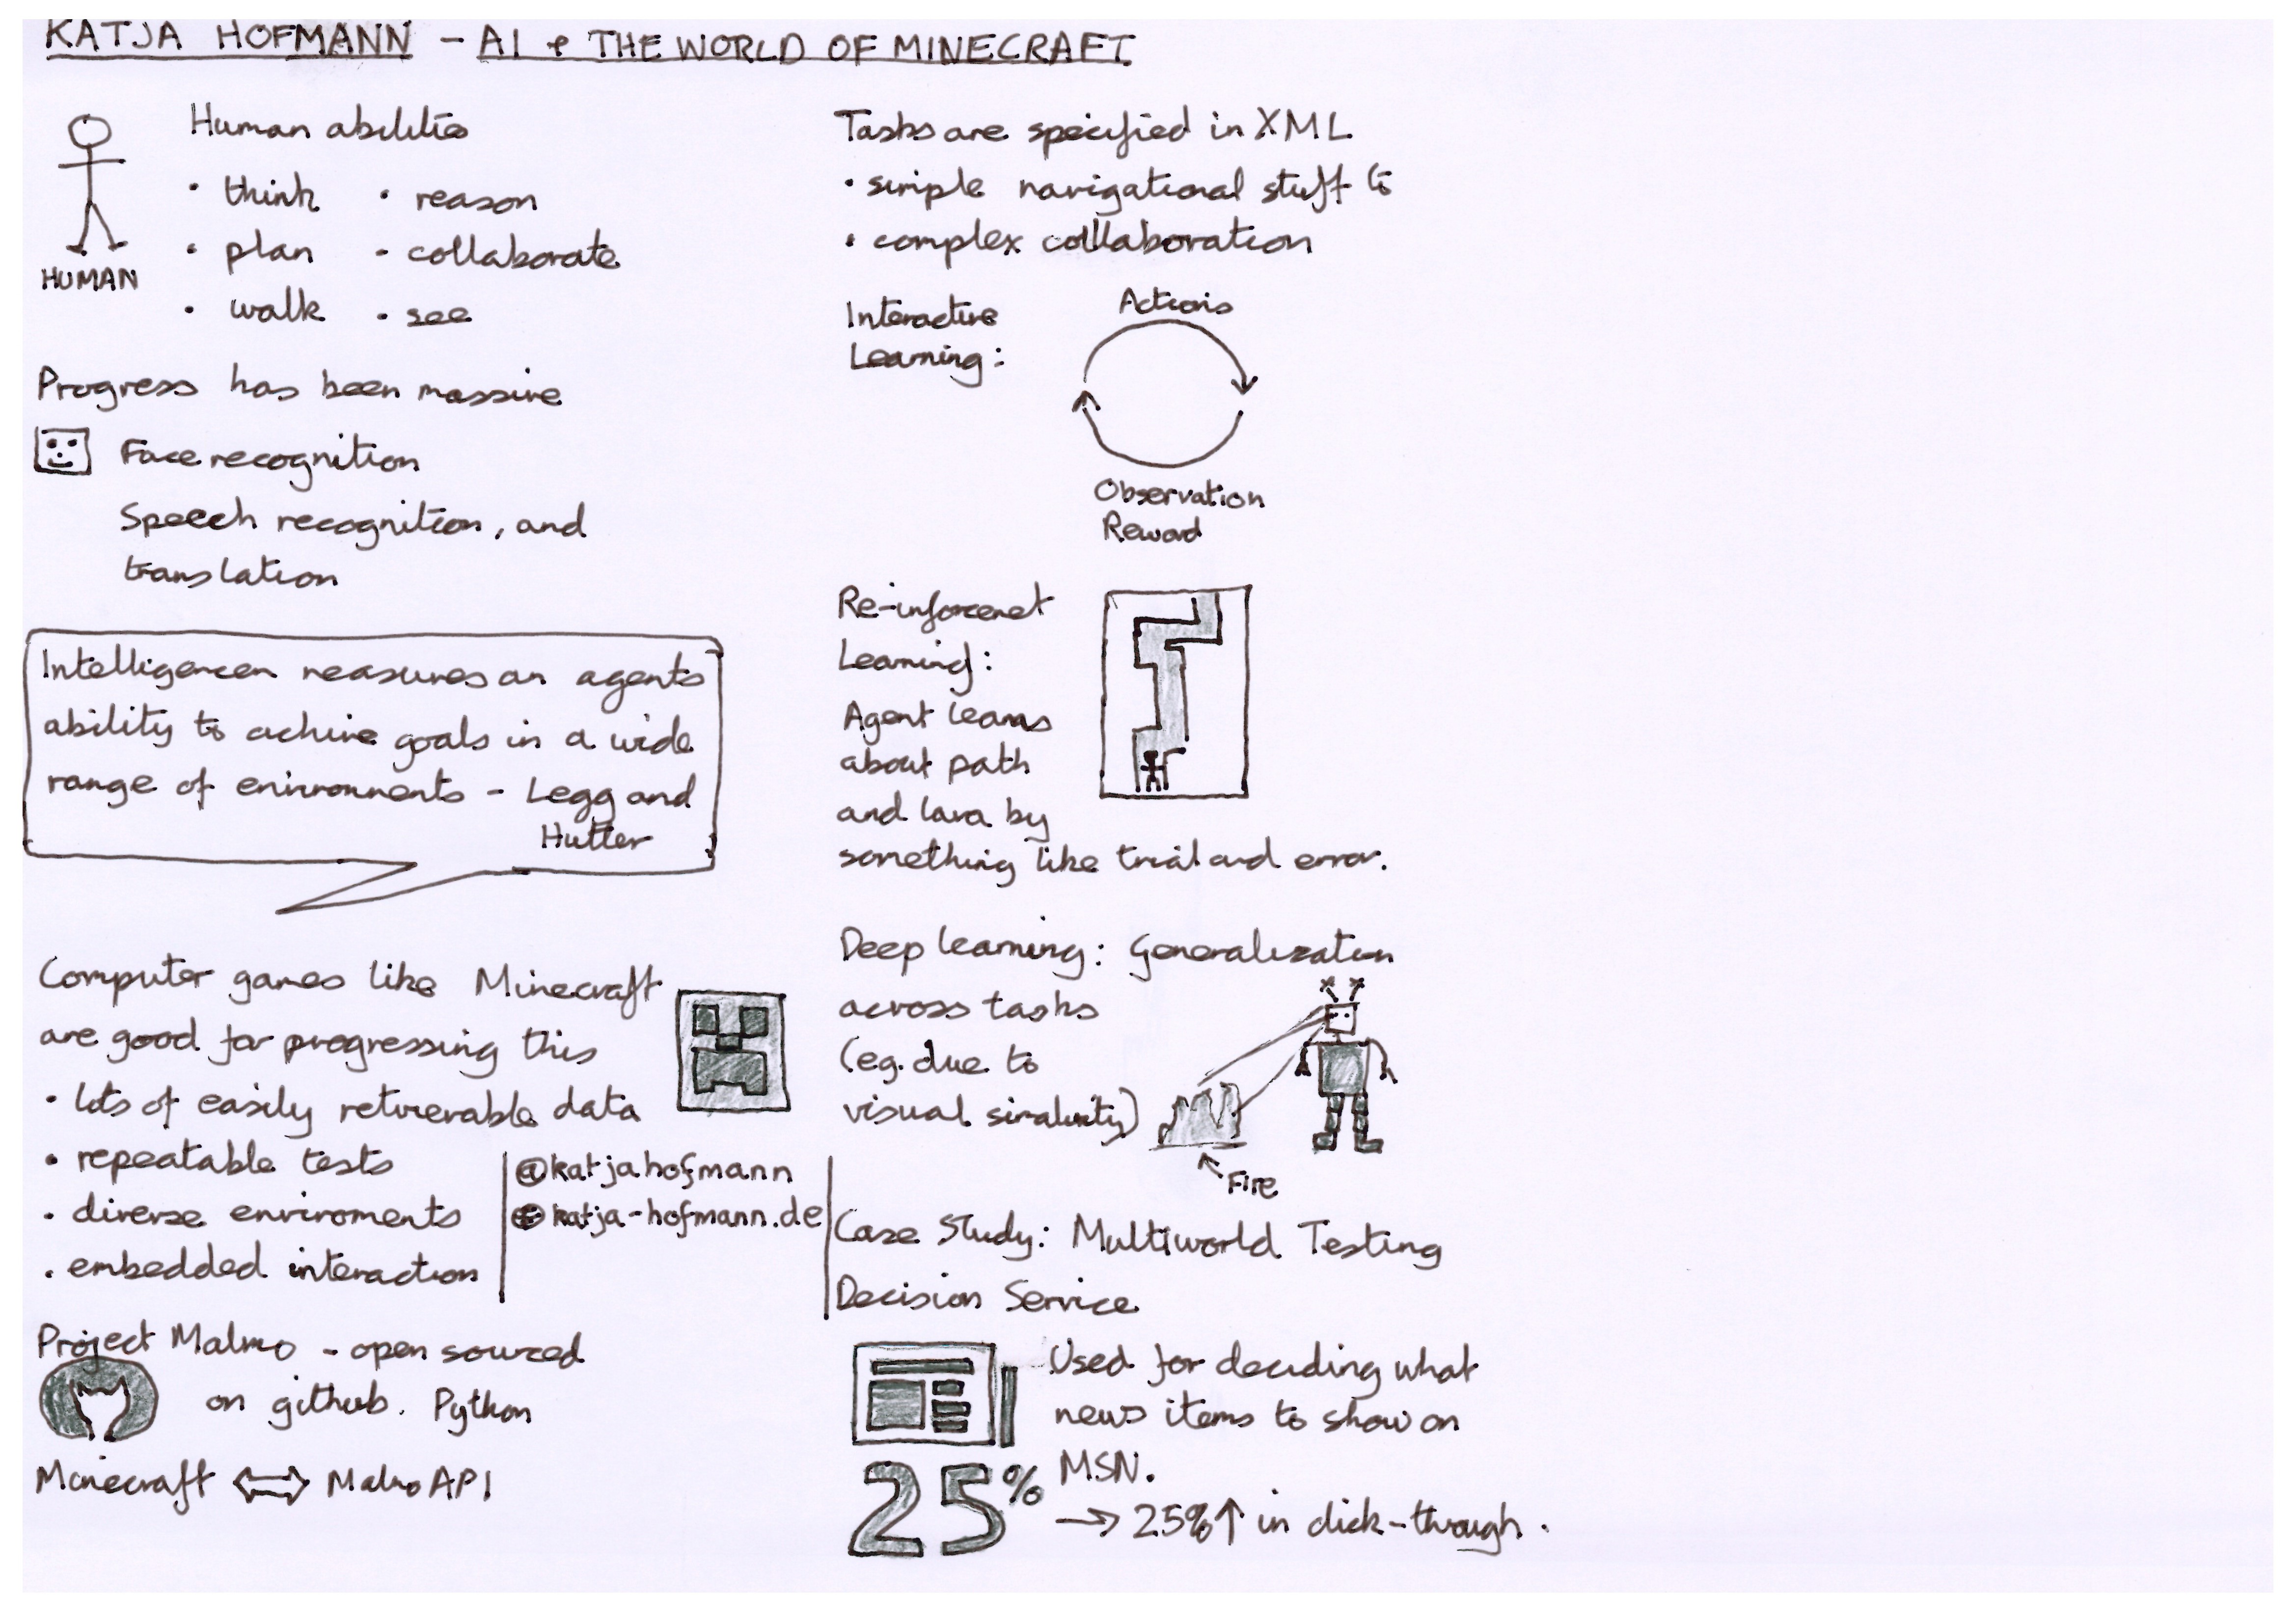 KATJA HOFMANN - AI & THE WORLD OF MINECRAFT
HUMAN
Human abilities
• think • reason
• plan - collaborate
• walk • see
Progress has been massive
Face recognition
Speech recognition, and
translation
Intelligencen measures an agents
ability to achive goals in a wide
range of enironments - Legg and
Hutter
Computer games like Minecraft
are good for progressing this
• lots of easily retrievable data
• repeatable tests
• diverse enviroments
• embedded interaction
@katjahofmann
katja-hofmann.de
Project Malmo - open sourced
on github. Python
Minecraft ⇔ Malmo API
Tasks are specified in XML
• simple navigational stuff to
• complex collaboration
Interactive
Learning:
Actions
Observation
Reward
Re-inforcemet
Learning:
Agent learns
about path
and lava by
something like trial and error.
Deep learning: Generalization
across tasks
(eg. due to
visual similarity)
Fire
Case Study: Multiworld Testing
Decision Service
Used for deciding what
news items to show on
MSN.
25%
→ 25%↑ in click-through.